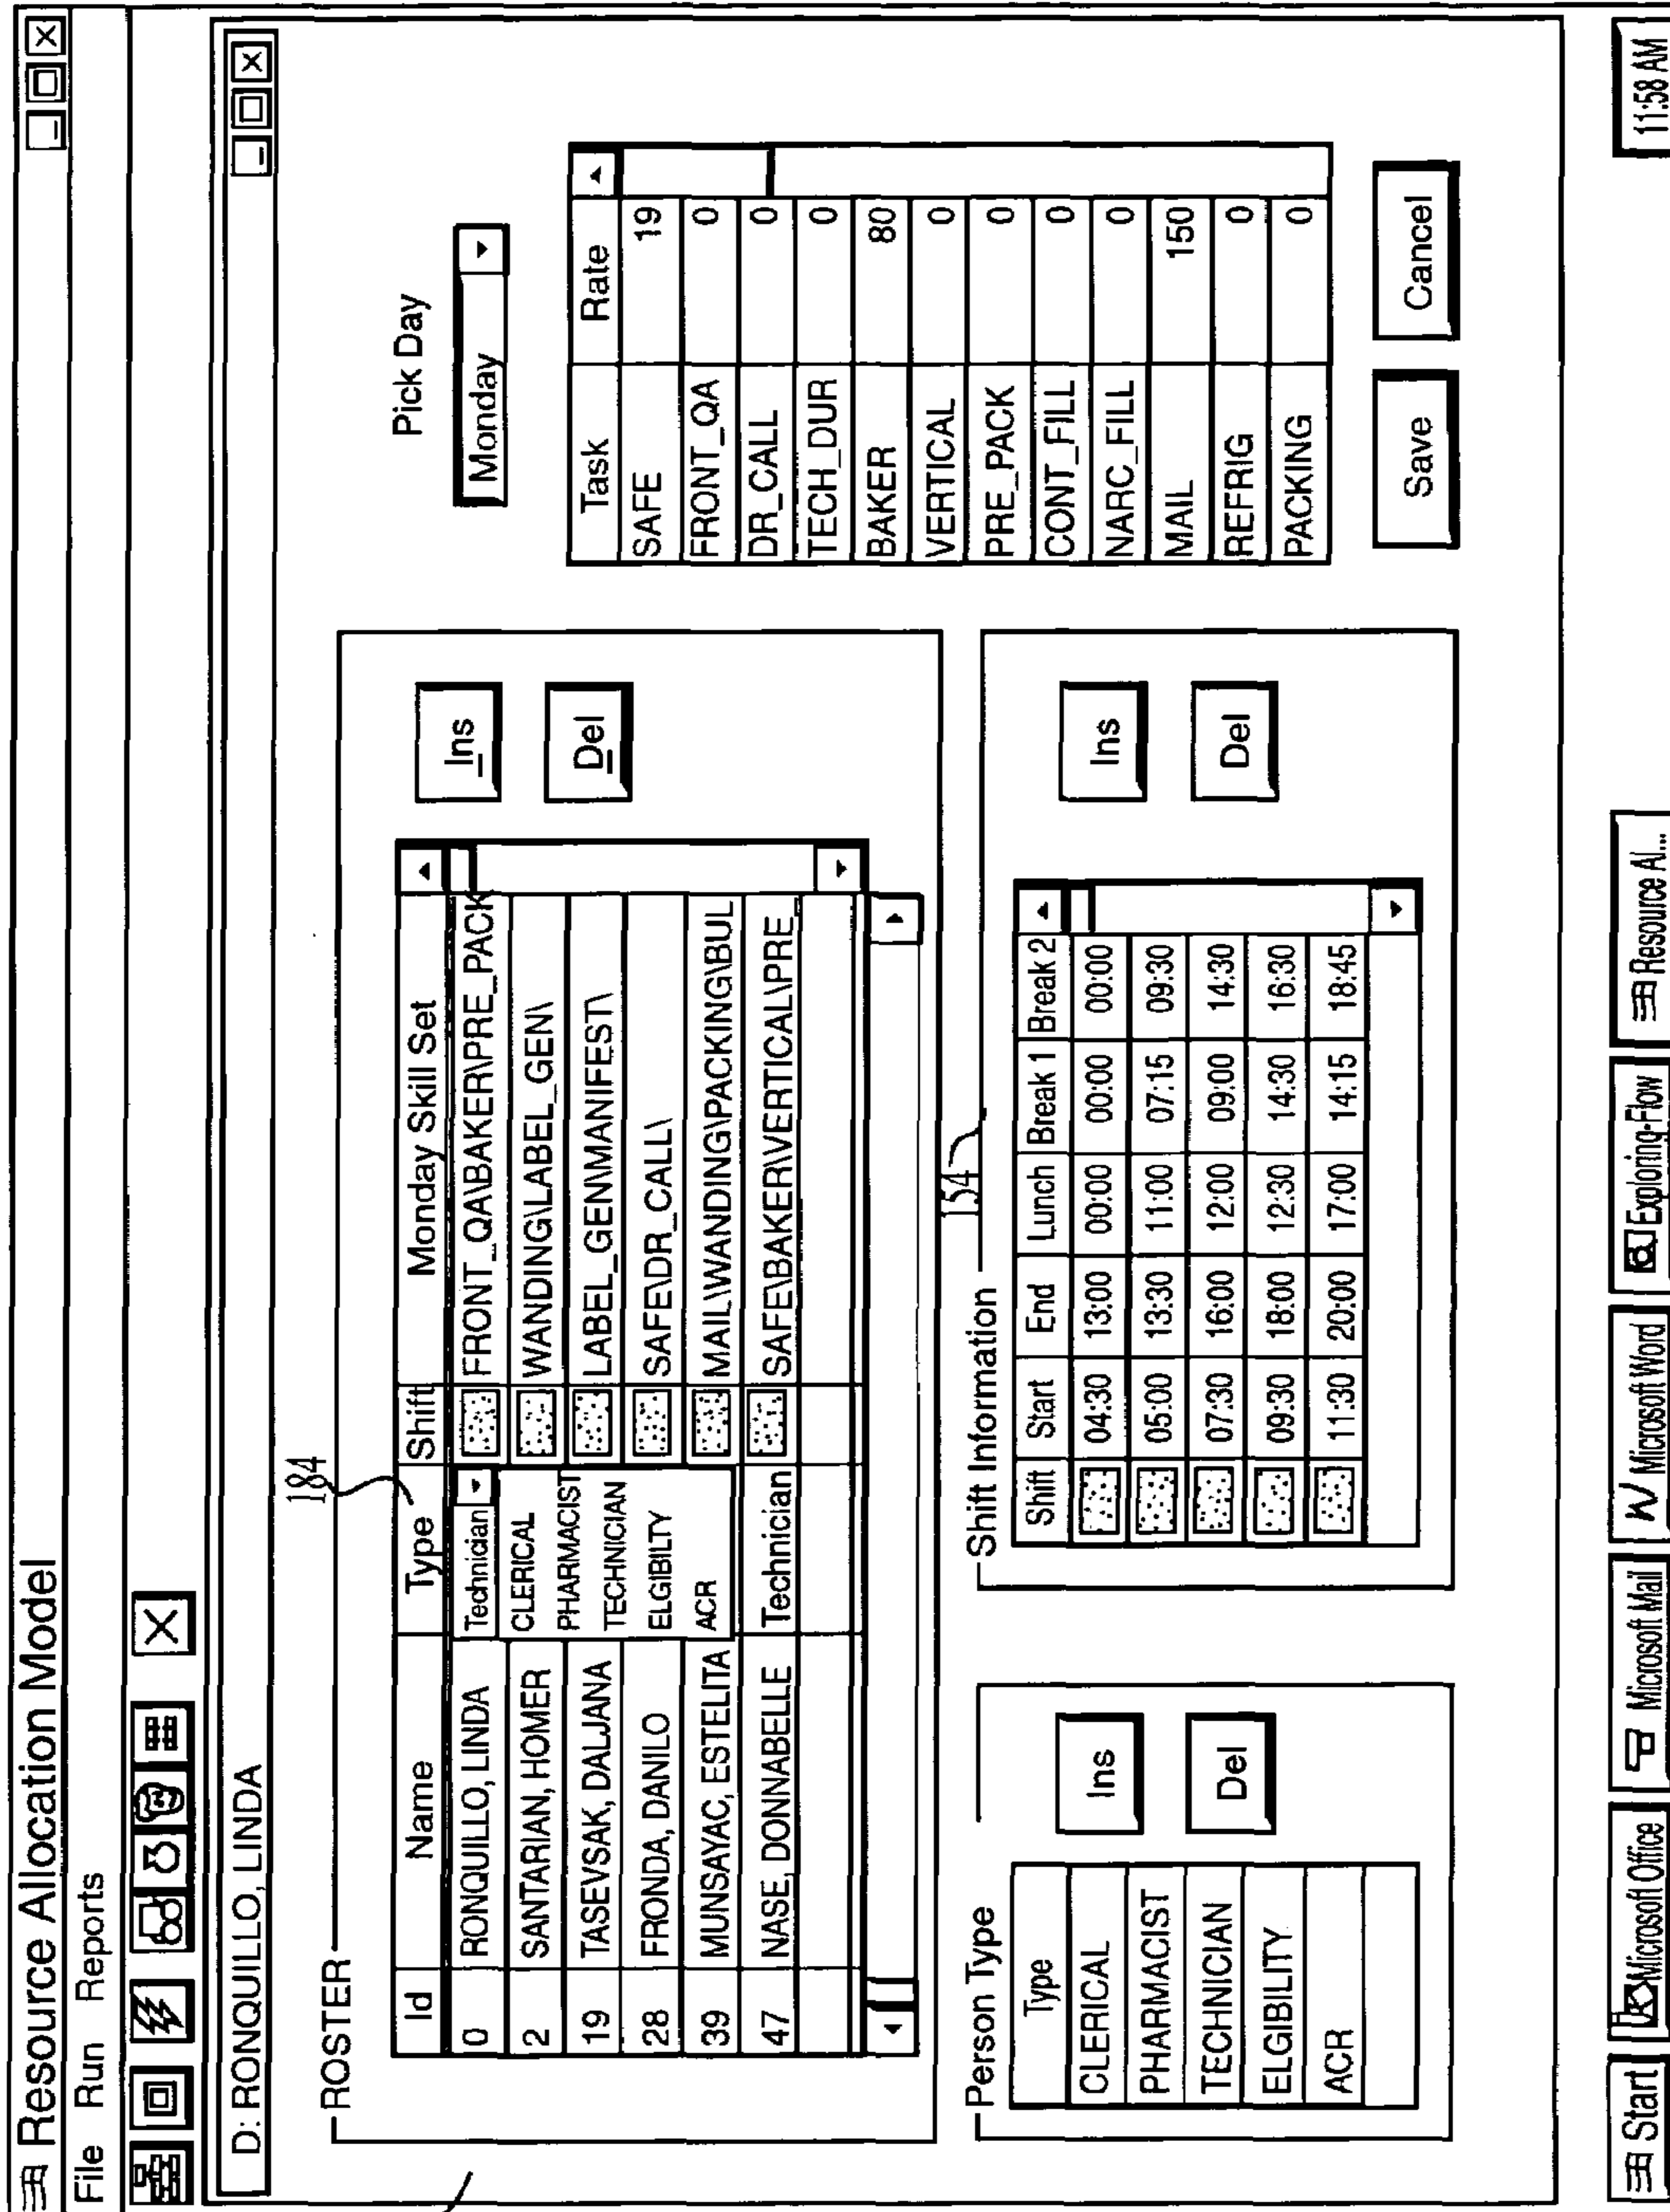 Resource Allocation Model
File Run Reports
D: RONQUILLO, LINDA
ROSTER
184
Id Name Type Shift Monday Skill Set
0 RONQUILLO, LINDA Technician FRONT_QA\BAKER\PRE_PACK
2 SANTARIAN, HOMER CLERICAL WANDING\LABEL_GEN\
19 TASEVSAK, DALJANA PHARMACIST LABEL_GEN\MANIFEST\
TECHNICIAN
28 FRONDA, DANILO ELGIBILTY SAFE\DR_CALL\
39 MUNSAYAC, ESTELITA ACR MAIL\WANDING\PACKING\BUL
47 NASE, DONNABELLE Technician SAFE\BAKER\VERTICAL\PRE_
Ins
Del
Pick Day
Monday
Task Rate
SAFE 19
FRONT_QA 0
DR_CALL 0
TECH_DUR 0
BAKER 80
VERTICAL 0
PRE_PACK 0
CONT_FILL 0
NARC_FILL 0
MAIL 150
REFRIG 0
PACKING 0
Save Cancel
Person Type
Type
CLERICAL
PHARMACIST
TECHNICIAN
ELGIBILITY
ACR
Ins
Del
Shift Information
154
Shift Start End Lunch Break 1 Break 2
04:30 13:00 00:00 00:00 00:00
05:00 13:30 11:00 07:15 09:30
07:30 16:00 12:00 09:00 14:30
09:30 18:00 12:30 14:30 16:30
11:30 20:00 17:00 14:15 18:45
Ins
Del
Start Microsoft Office Microsoft Mail W Microsoft Word Exploring-Flow Resource Al... 11:58 AM